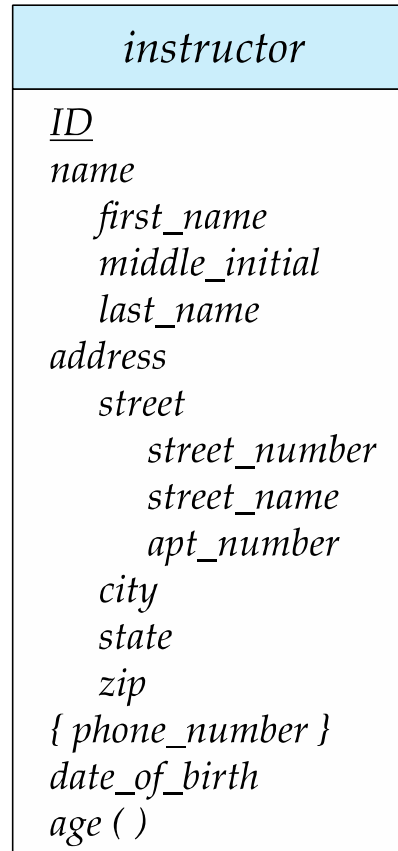 instructor
ID
name
first_name
middle_initial
last_name
address
street
street_number
street_name
apt_number
city
state
zip
{ phone_number }
date_of_birth
age ( )